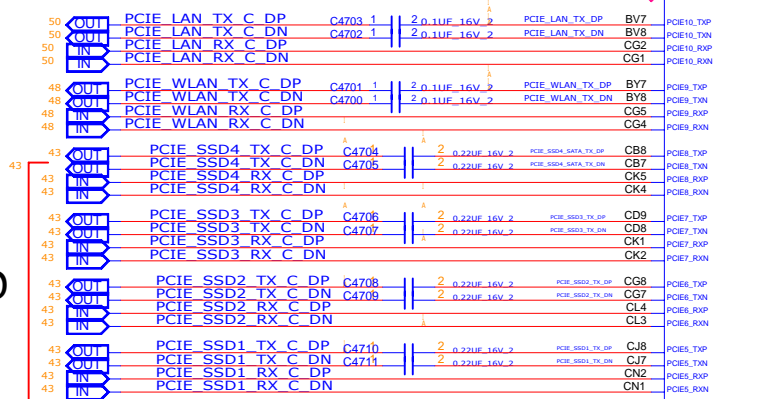 50 OUT PCIE_LAN_TX_C_DP C4703 1 2 0.1UF_16V_2 PCIE_LAN_TX_DP BV7 PCIE10_TXP
50 OUT PCIE_LAN_TX_C_DN C4702 1 2 0.1UF_16V_2 PCIE_LAN_TX_DN BV8 PCIE10_TXN
50 IN PCIE_LAN_RX_C_DP CG2 PCIE10_RXP
50 IN PCIE_LAN_RX_C_DN CG1 PCIE10_RXN
48 OUT PCIE_WLAN_TX_C_DP C4701 1 2 0.1UF_16V_2 PCIE_WLAN_TX_DP BY7 PCIE9_TXP
48 OUT PCIE_WLAN_TX_C_DN C4700 1 2 0.1UF_16V_2 PCIE_WLAN_TX_DN BY8 PCIE9_TXN
48 IN PCIE_WLAN_RX_C_DP CG5 PCIE9_RXP
48 IN PCIE_WLAN_RX_C_DN CG4 PCIE9_RXN
43 OUT PCIE_SSD4_TX_C_DP C4704 2 0.22UF_16V_2 PCIE_SSD4_SATA_TX_DP CB8 PCIE8_TXP
43 OUT PCIE_SSD4_TX_C_DN C4705 2 0.22UF_16V_2 PCIE_SSD4_SATA_TX_DN CB7 PCIE8_TXN
43 IN PCIE_SSD4_RX_C_DP CK5 PCIE8_RXP
43 IN PCIE_SSD4_RX_C_DN CK4 PCIE8_RXN
43 OUT PCIE_SSD3_TX_C_DP C4706 2 0.22UF_16V_2 PCIE_SSD3_TX_DP CD9 PCIE7_TXP
43 OUT PCIE_SSD3_TX_C_DN C4707 2 0.22UF_16V_2 PCIE_SSD3_TX_DN CD8 PCIE7_TXN
43 IN PCIE_SSD3_RX_C_DP CK1 PCIE7_RXP
43 IN PCIE_SSD3_RX_C_DN CK2 PCIE7_RXN
43 OUT PCIE_SSD2_TX_C_DP C4708 2 0.22UF_16V_2 PCIE_SSD2_TX_DP CG8 PCIE6_TXP
43 OUT PCIE_SSD2_TX_C_DN C4709 2 0.22UF_16V_2 PCIE_SSD2_TX_DN CG7 PCIE6_TXN
43 IN PCIE_SSD2_RX_C_DP CL4 PCIE6_RXP
43 IN PCIE_SSD2_RX_C_DN CL3 PCIE6_RXN
43 OUT PCIE_SSD1_TX_C_DP C4710 2 0.22UF_16V_2 PCIE_SSD1_TX_DP CJ8 PCIE5_TXP
43 OUT PCIE_SSD1_TX_C_DN C4711 2 0.22UF_16V_2 PCIE_SSD1_TX_DN CJ7 PCIE5_TXN
43 IN PCIE_SSD1_RX_C_DP CN2 PCIE5_RXP
43 IN PCIE_SSD1_RX_C_DN CN1 PCIE5_RXN